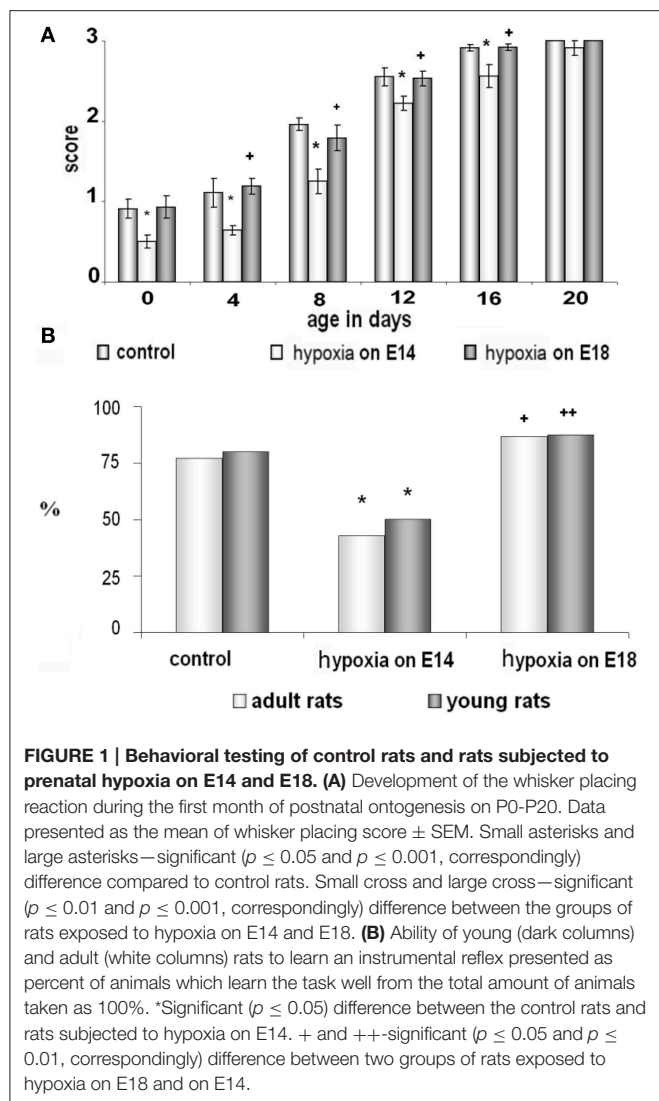 A
3
2
1
0
score
* + * + * + * + *
0 4 8 12 16 20
age in days
B
control hypoxia on E14 hypoxia on E18
100
75
50
25
0
%
* * + ++
control hypoxia on E14 hypoxia on E18
adult rats young rats
FIGURE 1 | Behavioral testing of control rats and rats subjected to
prenatal hypoxia on E14 and E18. (A) Development of the whisker placing
reaction during the first month of postnatal ontogenesis on P0-P20. Data
presented as the mean of whisker placing score ± SEM. Small asterisks and
large asterisks—significant (p ≤ 0.05 and p ≤ 0.001, correspondingly)
difference compared to control rats. Small cross and large cross—significant
(p ≤ 0.01 and p ≤ 0.001, correspondingly) difference between the groups of
rats exposed to hypoxia on E14 and E18. (B) Ability of young (dark columns)
and adult (white columns) rats to learn an instrumental reflex presented as
percent of animals which learn the task well from the total amount of animals
taken as 100%. *Significant (p ≤ 0.05) difference between the control rats and
rats subjected to hypoxia on E14. + and ++-significant (p ≤ 0.05 and p ≤
0.01, correspondingly) difference between two groups of rats exposed to
hypoxia on E18 and on E14.